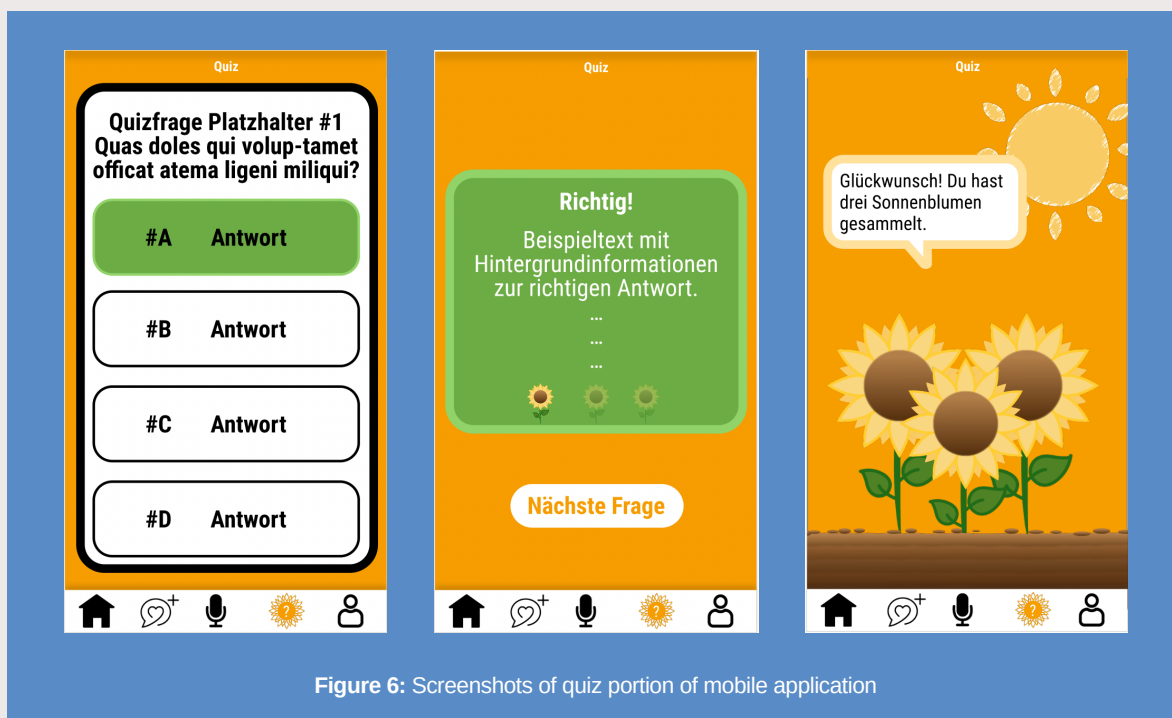 Quiz
Quizfrage Platzhalter #1
Quas doles qui volup-tamet
officat atema ligeni miliqui?
#A Antwort
#B Antwort
#C Antwort
#D Antwort
Quiz
Richtig!
Beispieltext mit
Hintergrundinformationen
zur richtigen Antwort.
...
...
...
Nächste Frage
Quiz
Glückwunsch! Du hast
drei Sonnenblumen
gesammelt.
?
?
?
Figure 6: Screenshots of quiz portion of mobile application